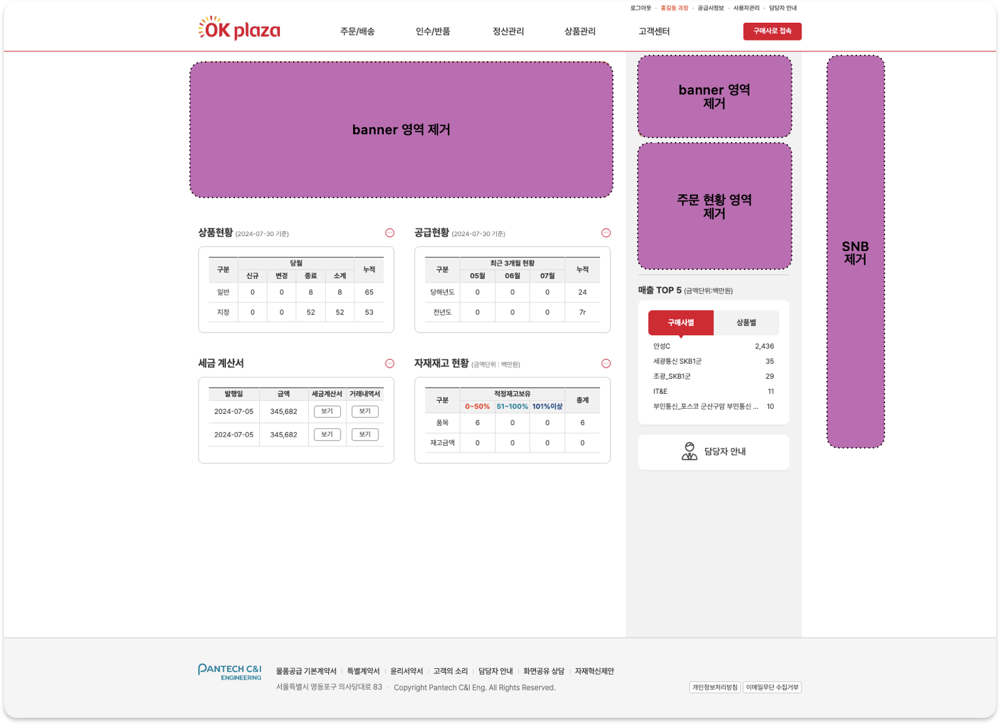 로그아웃 · 홍길동 과장 · 공급사정보 · 사용자관리 · 담당자 안내
OK plaza
주문/배송 인수/반품 정산관리 상품관리 고객센터
구매사로 접속
banner 영역 제거
banner 영역
제거
주문 현황 영역
제거
SNB
제거
상품현황 (2024-07-30 기준)
구분 당월 누적
신규 변경 종료 소계
일반 0 0 8 8 65
지정 0 0 52 52 53
공급현황 (2024-07-30 기준)
구분 최근 3개월 현황 누적
05월 06월 07월
당해년도 0 0 0 24
전년도 0 0 0 7r
세금 계산서
발행일 금액 세금계산서 거래내역서
2024-07-05 345,682 보기 보기
2024-07-05 345,682 보기 보기
자재재고 현황 (금액단위 : 백만원)
구분 적정재고보유 총계
0~50% 51~100% 101%이상
품목 6 0 0 6
재고금액 0 0 0 0
매출 TOP 5 (금액단위:백만원)
구매사별 상품별
안성C 2,436
세광통신 SKB1군 35
조광_SKB1군 29
IT&E 11
부민통신_포스코 군산구암 부민통신 ... 10
담당자 안내
PANTECH C&I
ENGINEERING
물품공급 기본계약서 | 특별계약서 | 윤리서약서 | 고객의 소리 | 담당자 안내 | 화면공유 상담 | 자재혁신제안
서울특별시 영등포구 의사당대로 83 · Copyright Pantech C&I Eng. All Rights Reserved.
개인정보처리방침 이메일무단 수집거부